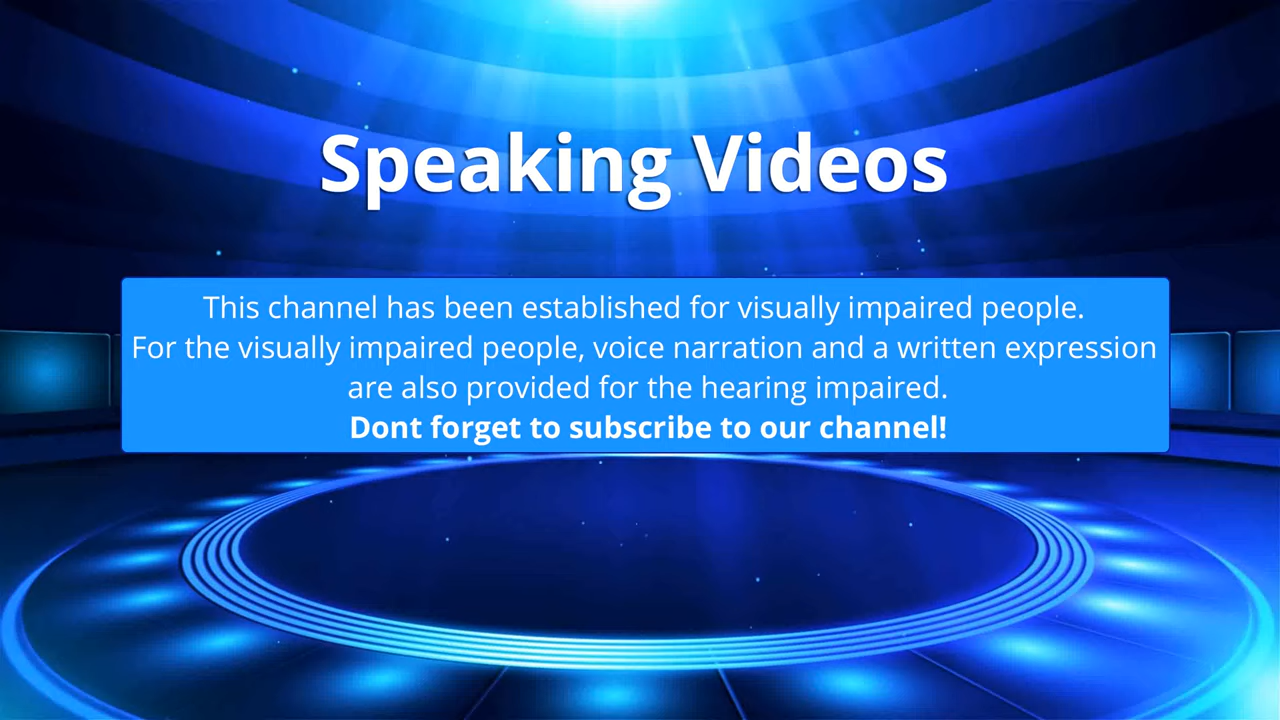 Speaking Videos
This channel has been established for visually impaired people.
For the visually impaired people, voice narration and a written expression
are also provided for the hearing impaired.
Dont forget to subscribe to our channel!